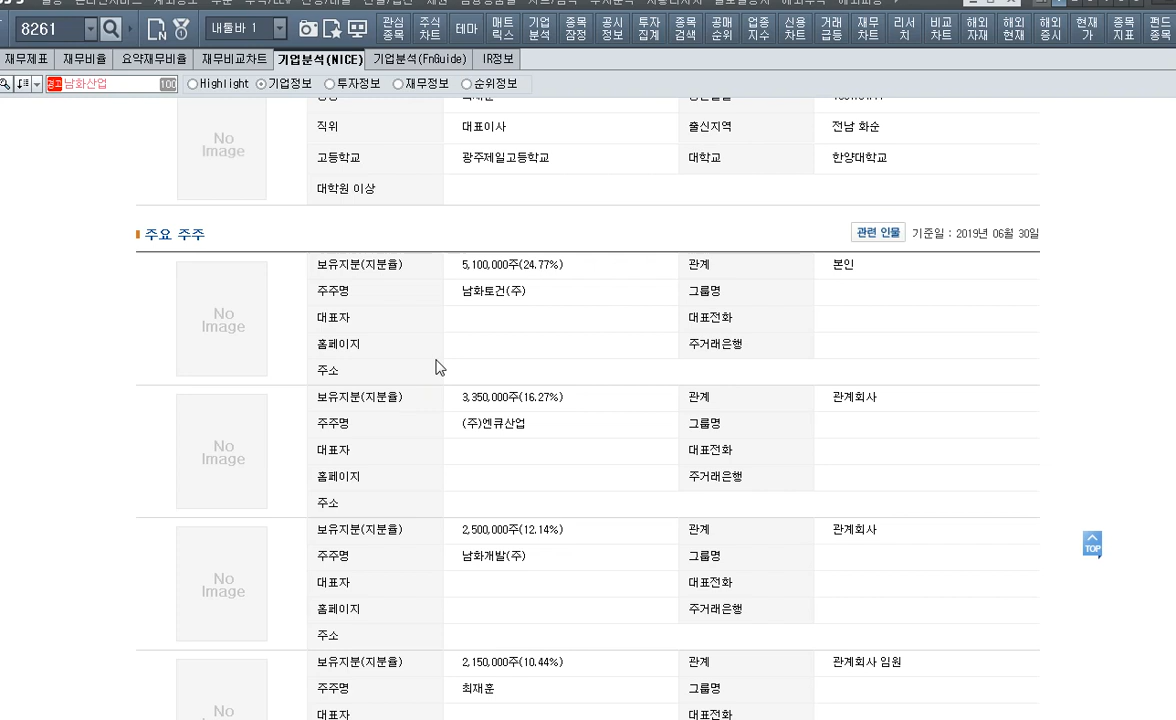 8261 내툴바 1 관심종목 주식차트 테마 매트릭스 기업분석 종목잠정 공시정보 투자집계 종목검색 공매순위 업종지수 신용차트 거래급등 재무차트 리서치 비교차트 해외자재 해외현재 해외증시 현재가 종목지표 펀드종목
재무제표 재무비율 요약재무비율 재무비교차트 기업분석(NICE) 기업분석(FnGuide) IR정보
경고 남화산업 100 Highlight 기업정보 투자정보 재무정보 순위정보
No Image
직위 대표이사 출신지역 전남 화순
고등학교 광주제일고등학교 대학교 한양대학교
대학원 이상
주요 주주 관련 인물 기준일 : 2019년 06월 30일
No Image
보유지분(지분율) 5,100,000주(24.77%) 관계 본인
주주명 남화토건(주) 그룹명
대표자 대표전화
홈페이지 주거래은행
주소
No Image
보유지분(지분율) 3,350,000주(16.27%) 관계 관계회사
주주명 (주)엔큐산업 그룹명
대표자 대표전화
홈페이지 주거래은행
주소
No Image
보유지분(지분율) 2,500,000주(12.14%) 관계 관계회사
주주명 남화개발(주) 그룹명
대표자 대표전화
홈페이지 주거래은행
주소
TOP
No
보유지분(지분율) 2,150,000주(10.44%) 관계 관계회사 임원
주주명 최재훈 그룹명
대표자 대표전화